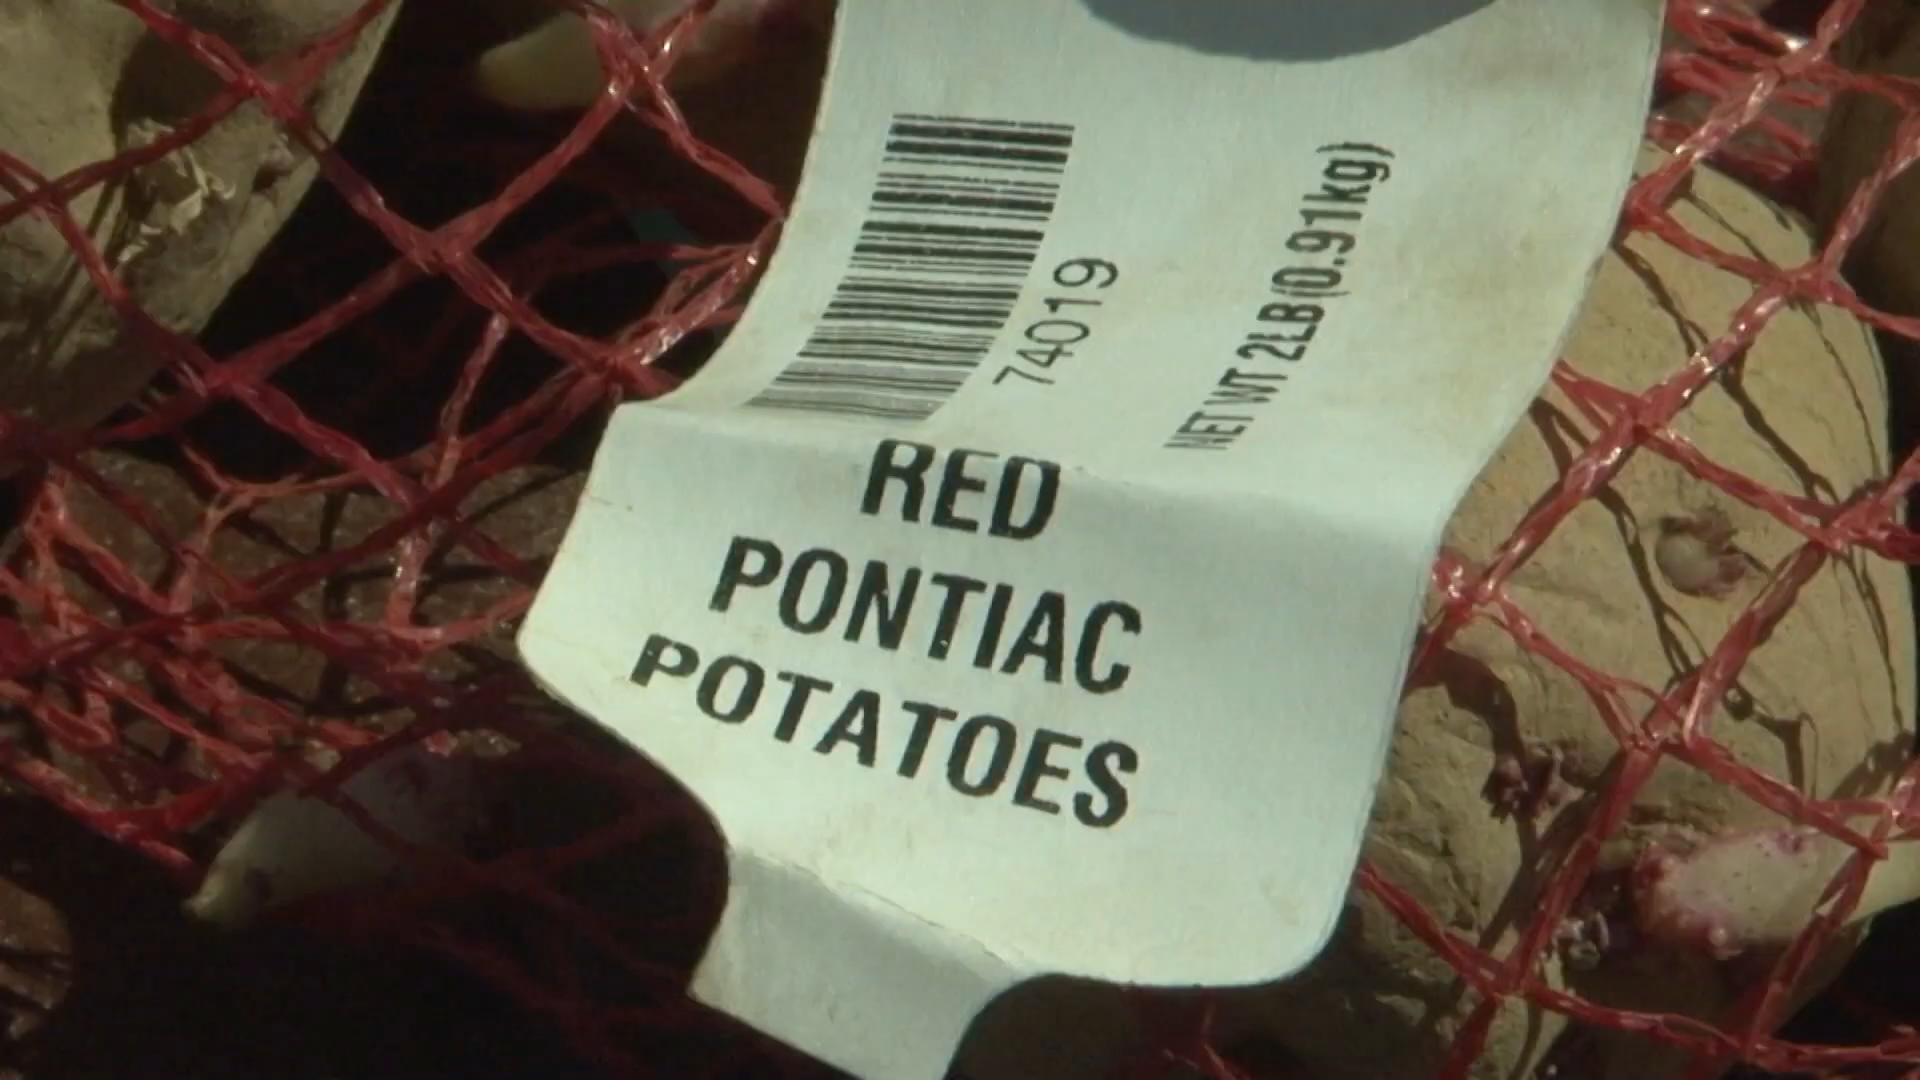 74019
NET WT 2LB(0.91kg)
RED
PONTIAC
POTATOES